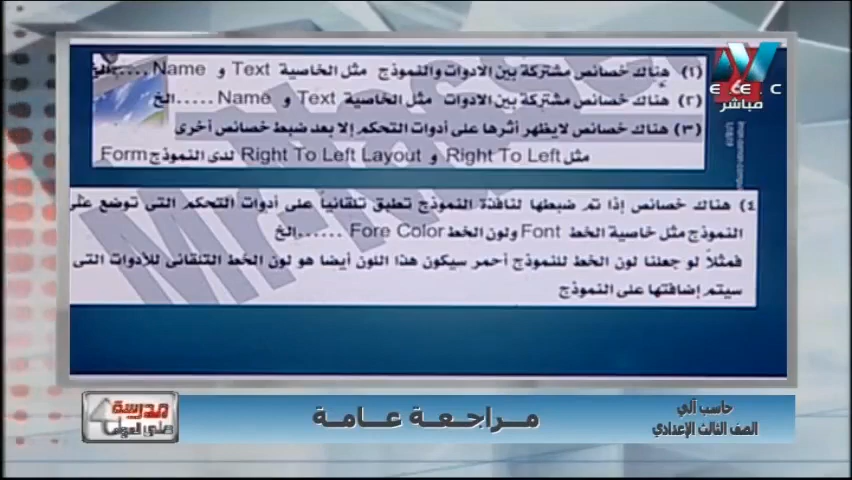 (١) هناك خصائص مشتركة بين الادوات والنموذج مثل الخاصية Text و Name .....الخ
(٢) هناك خصائص مشتركة بين الادوات مثل الخاصية Text و Name .....الخ
(٣) هناك خصائص لايظهر أثرها على أدوات التحكم إلا بعد ضبط خصائص أخرى
مثل Right To Left و Right To Left Layout لدى النموذج Form
٤) هناك خصائص إذا تم ضبطها لنافذة النموذج تطبق تلقائياً على أدوات التحكم التى توضع على
النموذج مثل خاصية الخط Font ولون الخط Fore Color ......الخ
فمثلاً لو جعلنا لون الخط للنموذج أحمر سيكون هذا اللون أيضا هو لون الخط التلقائى للأدوات التى
سيتم إضافتها على النموذج
E E . C
مباشر
حاسب آلي
الصف الثالث الإعدادي
مــراجــعــة عــامــة
مدرسة
على الهواء